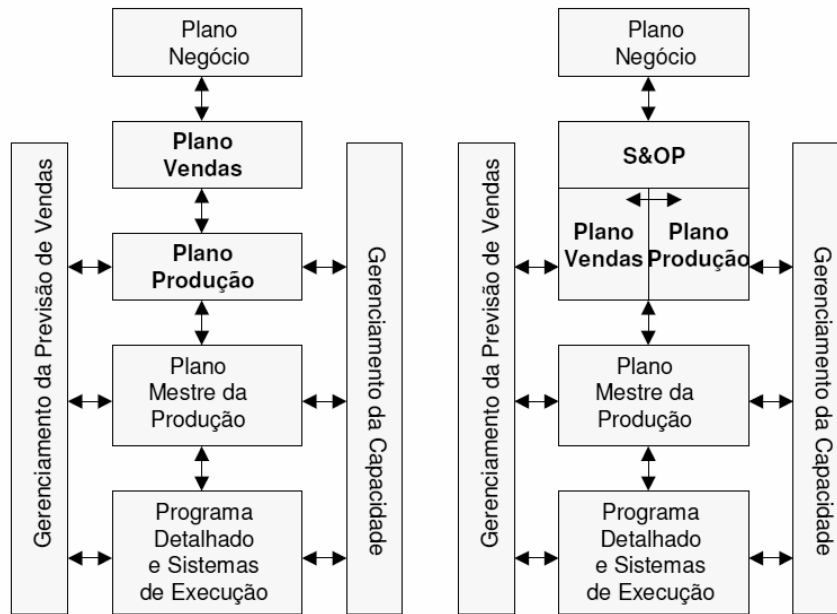 Plano
Negócio
Plano
Vendas
Plano
Produção
Plano
Mestre da
Produção
Programa
Detalhado
e Sistemas
de Execução
Gerenciamento da Previsão de Vendas
Gerenciamento da Capacidade
Plano
Negócio
S&OP
Plano
Vendas
Plano
Produção
Plano
Mestre da
Produção
Programa
Detalhado
e Sistemas
de Execução
Gerenciamento da Previsão de Vendas
Gerenciamento da Capacidade